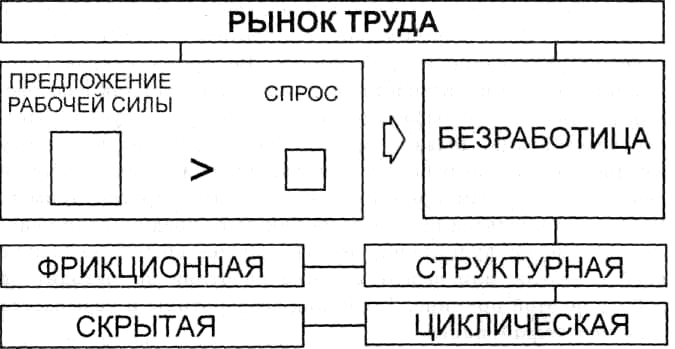 РЫНОК ТРУДА
ПРЕДЛОЖЕНИЕ
РАБОЧЕЙ СИЛЫ
СПРОС
>
БЕЗРАБОТИЦА
ФРИКЦИОННАЯ
СТРУКТУРНАЯ
СКРЫТАЯ
ЦИКЛИЧЕСКАЯ